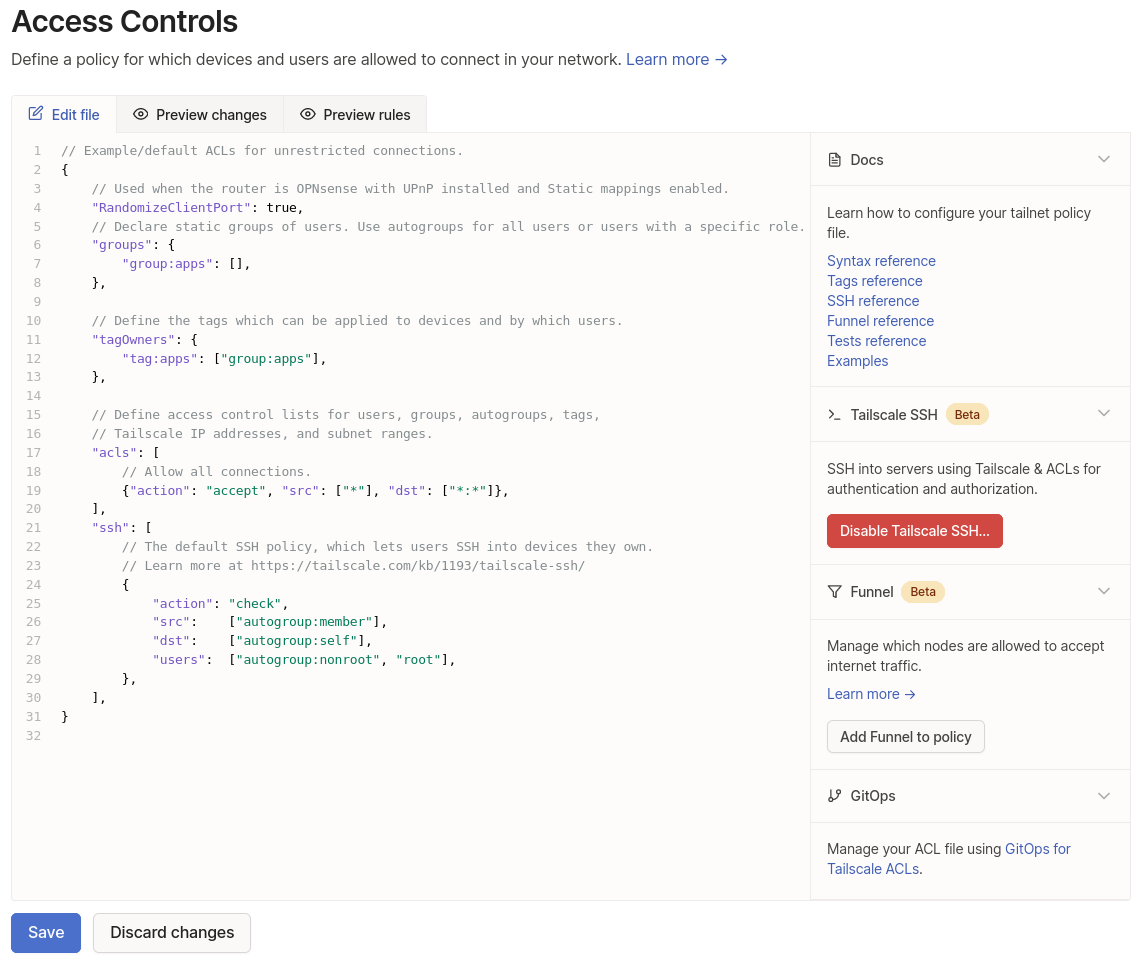 Access Controls
Define a policy for which devices and users are allowed to connect in your network. Learn more →
Edit file
Preview changes
Preview rules
1 // Example/default ACLs for unrestricted connections.
2 {
3     // Used when the router is OPNsense with UPnP installed and Static mappings enabled.
4     "RandomizeClientPort": true,
5     // Declare static groups of users. Use autogroups for all users or users with a specific role.
6     "groups": {
7         "group:apps": [],
8     },
9
10     // Define the tags which can be applied to devices and by which users.
11     "tagOwners": {
12         "tag:apps": ["group:apps"],
13     },
14
15     // Define access control lists for users, groups, autogroups, tags,
16     // Tailscale IP addresses, and subnet ranges.
17     "acls": [
18         // Allow all connections.
19         {"action": "accept", "src": ["*"], "dst": ["*:*"]},
20     ],
21     "ssh": [
22         // The default SSH policy, which lets users SSH into devices they own.
23         // Learn more at https://tailscale.com/kb/1193/tailscale-ssh/
24         {
25             "action": "check",
26             "src":    ["autogroup:member"],
27             "dst":    ["autogroup:self"],
28             "users":  ["autogroup:nonroot", "root"],
29         },
30     ],
31 }
32
Docs
Learn how to configure your tailnet policy
file.
Syntax reference
Tags reference
SSH reference
Funnel reference
Tests reference
Examples
Tailscale SSH Beta
SSH into servers using Tailscale & ACLs for
authentication and authorization.
Disable Tailscale SSH…
Funnel Beta
Manage which nodes are allowed to accept
internet traffic.
Learn more →
Add Funnel to policy
GitOps
Manage your ACL file using GitOps for
Tailscale ACLs.
Save
Discard changes